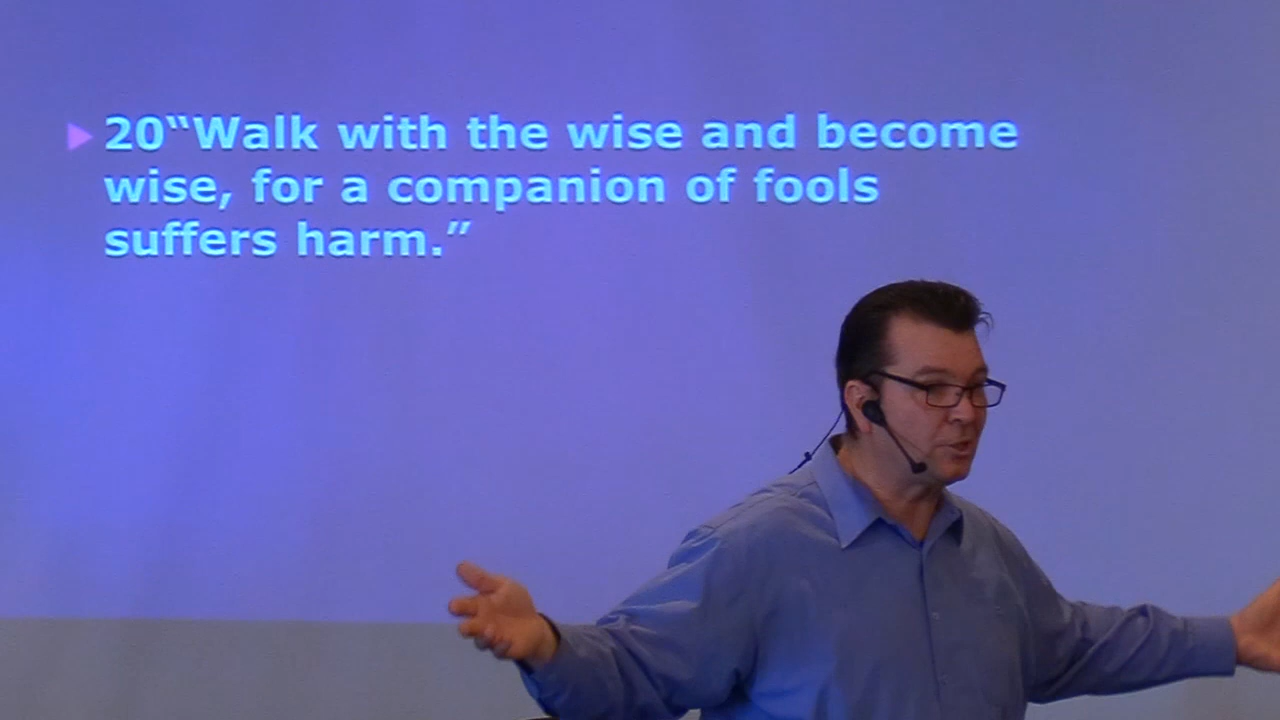 20“Walk with the wise and become
wise, for a companion of fools
suffers harm.”